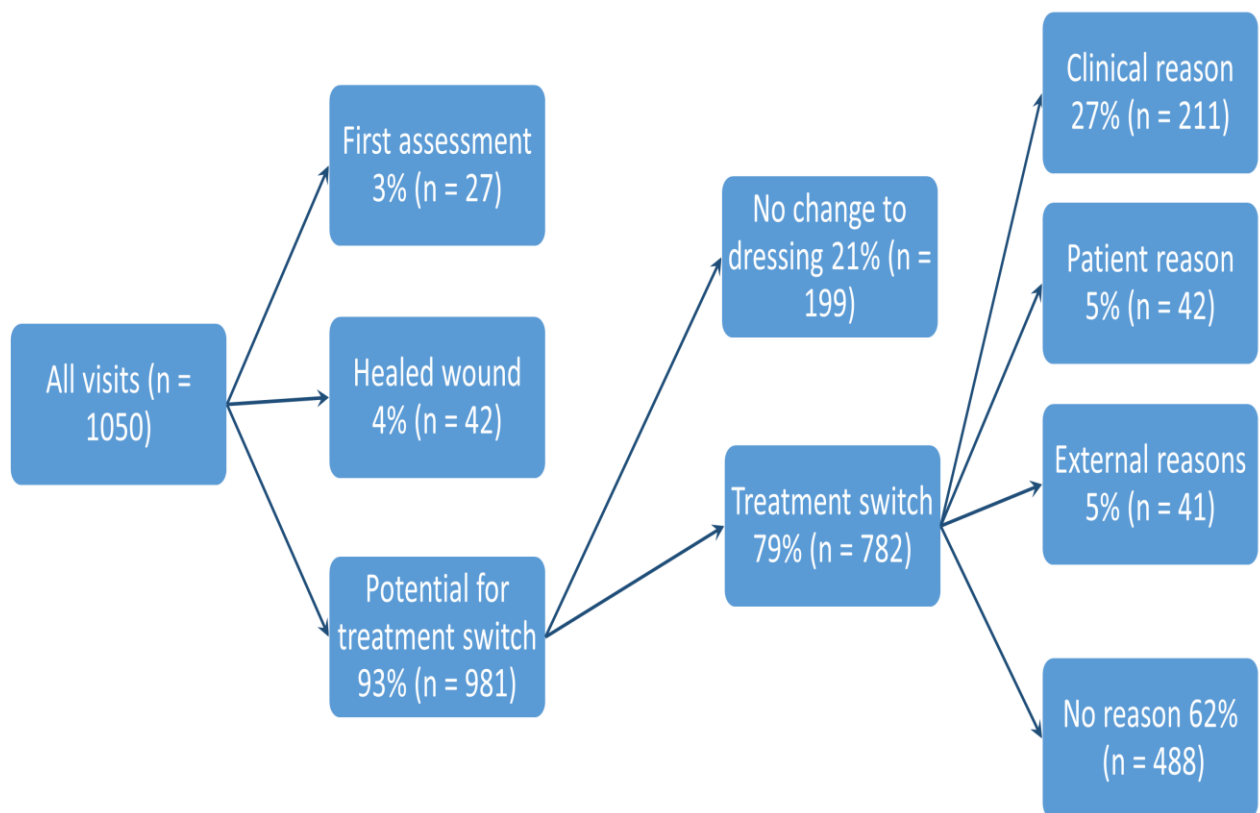 All visits (n =
1050)
First assessment
3% (n = 27)
Healed wound
4% (n = 42)
Potential for
treatment switch
93% (n = 981)
No change to
dressing 21% (n =
199)
Treatment switch
79% (n = 782)
Clinical reason
27% (n = 211)
Patient reason
5% (n = 42)
External reasons
5% (n = 41)
No reason 62%
(n = 488)